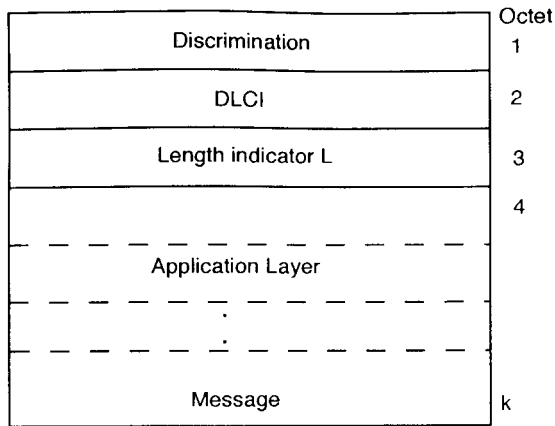 Octet
Discrimination 1
DLCI 2
Length indicator L 3
4
Application Layer
Message k